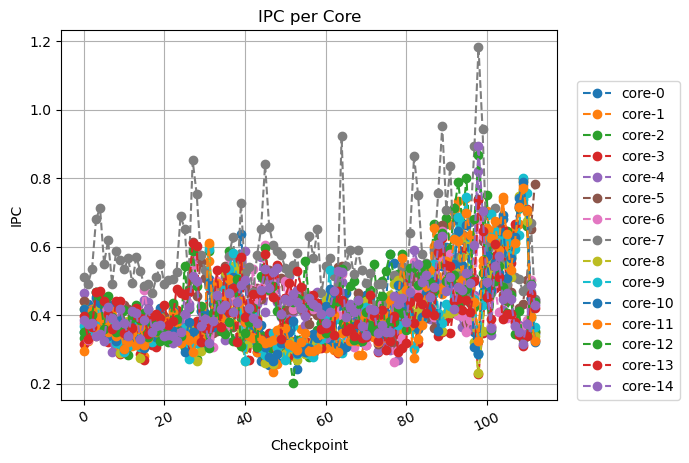 IPC per Core
IPC
1.2
1.0
0.8
0.6
0.4
0.2
0
20
40
60
80
100
Checkpoint
core-0
core-1
core-2
core-3
core-4
core-5
core-6
core-7
core-8
core-9
core-10
core-11
core-12
core-13
core-14